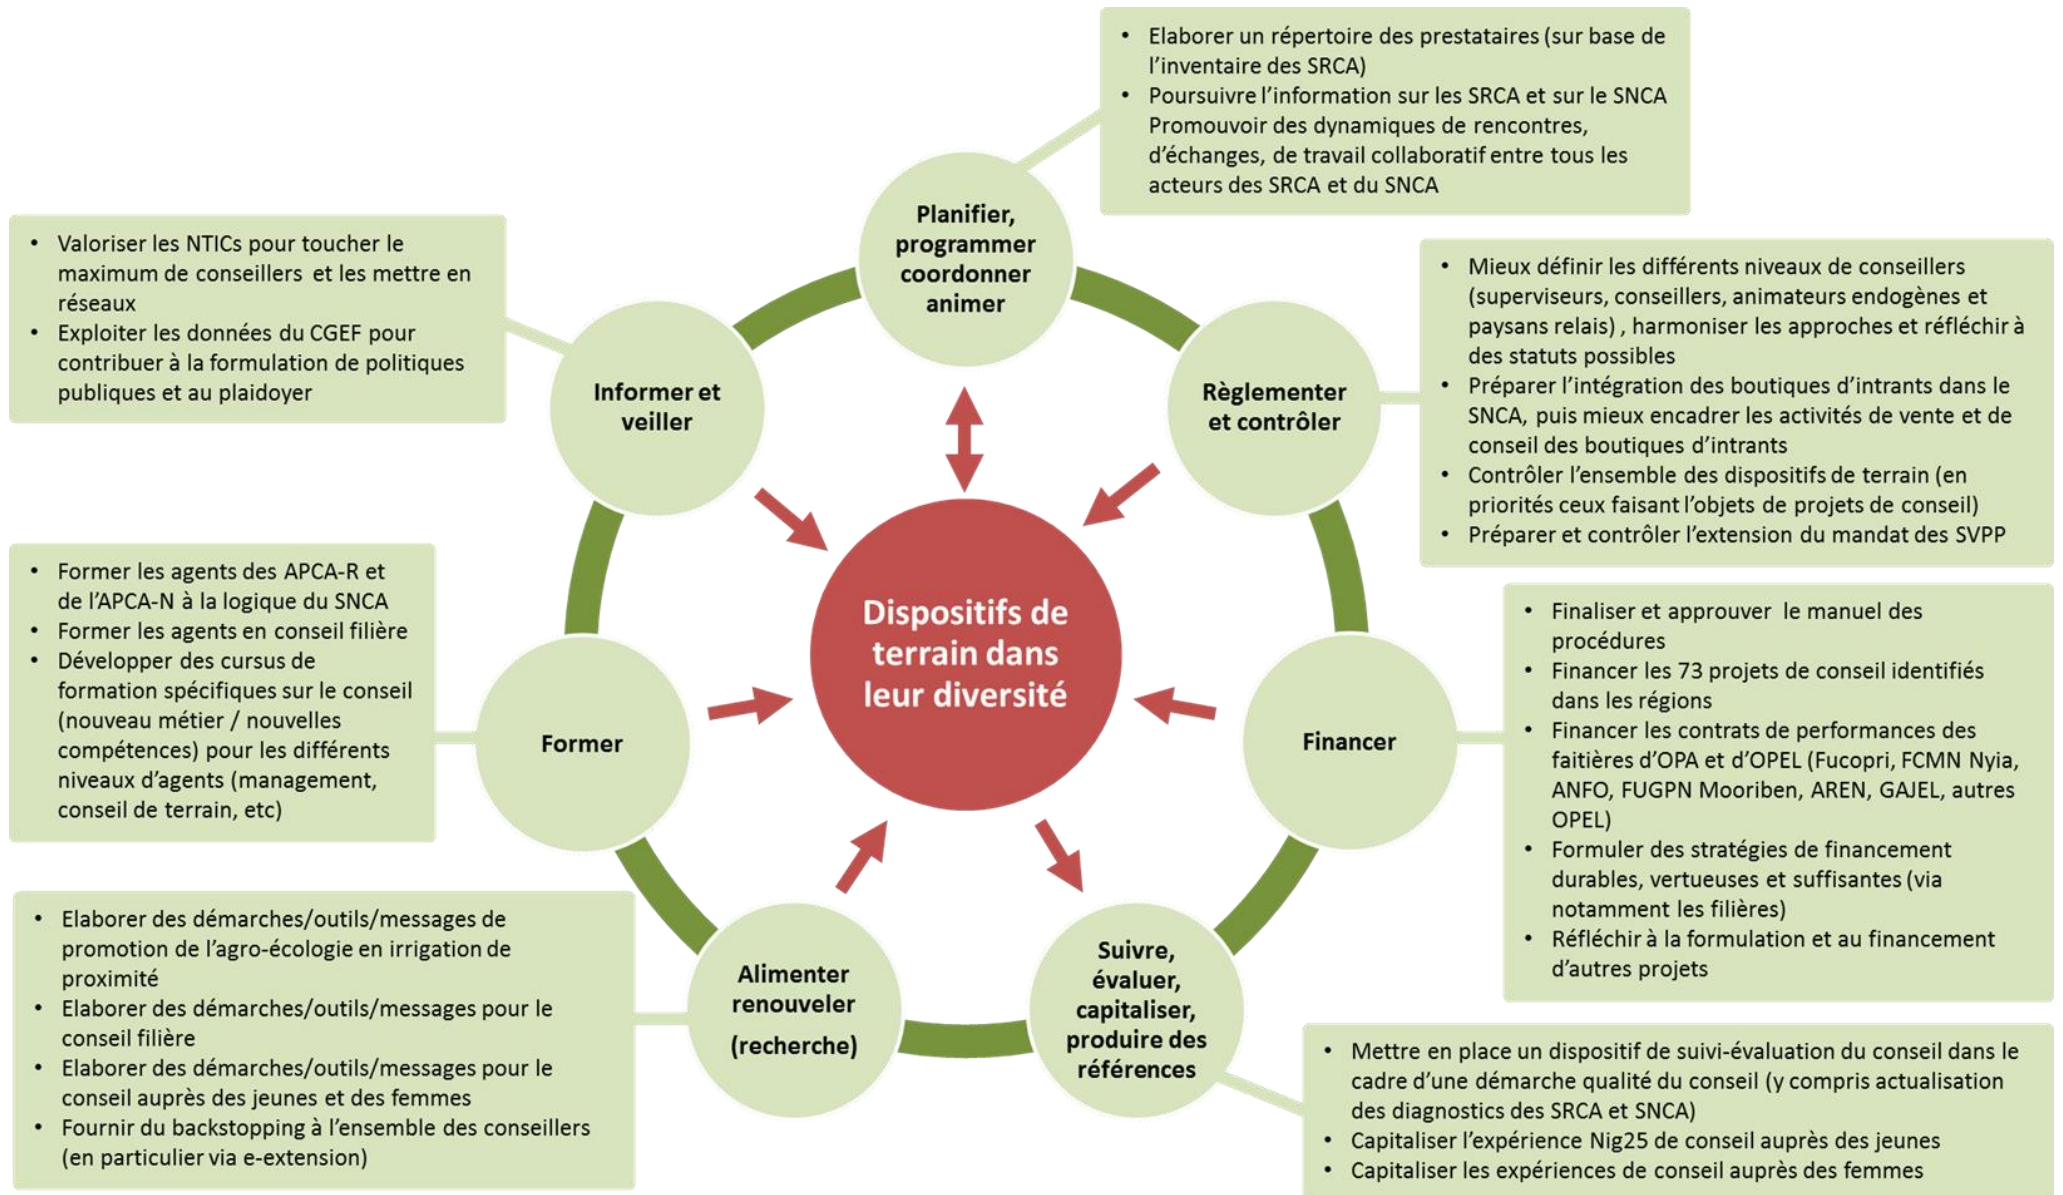 • Elaborer un répertoire des prestataires (sur base de
l’inventaire des SRCA)
• Poursuivre l’information sur les SRCA et sur le SNCA
Promouvoir des dynamiques de rencontres,
d’échanges, de travail collaboratif entre tous les
acteurs des SRCA et du SNCA
Planifier,
programmer
coordonner
animer
• Mieux définir les différents niveaux de conseillers
(superviseurs, conseillers, animateurs endogènes et
paysans relais) , harmoniser les approches et réfléchir à
des statuts possibles
• Préparer l’intégration des boutiques d’intrants dans le
SNCA, puis mieux encadrer les activités de vente et de
conseil des boutiques d’intrants
• Contrôler l’ensemble des dispositifs de terrain (en
priorités ceux faisant l’objets de projets de conseil)
• Préparer et contrôler l’extension du mandat des SVPP
Règlementer
et contrôler
• Finaliser et approuver le manuel des
procédures
• Financer les 73 projets de conseil identifiés
dans les régions
• Financer les contrats de performances des
faitières d’OPA et d’OPEL (Fucopri, FCMN Nyia,
ANFO, FUGPN Mooriben, AREN, GAJEL, autres
OPEL)
• Formuler des stratégies de financement
durables, vertueuses et suffisantes (via
notamment les filières)
• Réfléchir à la formulation et au financement
d’autres projets
Financer
• Mettre en place un dispositif de suivi-évaluation du conseil dans le
cadre d’une démarche qualité du conseil (y compris actualisation
des diagnostics des SRCA et SNCA)
• Capitaliser l’expérience Nig25 de conseil auprès des jeunes
• Capitaliser les expériences de conseil auprès des femmes
Suivre,
évaluer,
capitaliser,
produire des
références
• Elaborer des démarches/outils/messages de
promotion de l’agro-écologie en irrigation de
proximité
• Elaborer des démarches/outils/messages pour le
conseil filière
• Elaborer des démarches/outils/messages pour le
conseil auprès des jeunes et des femmes
• Fournir du backstopping à l’ensemble des conseillers
(en particulier via e-extension)
Alimenter
renouveler
(recherche)
• Former les agents des APCA-R et
de l’APCA-N à la logique du SNCA
• Former les agents en conseil filière
• Développer des cursus de
formation spécifiques sur le conseil
(nouveau métier / nouvelles
compétences) pour les différents
niveaux d’agents (management,
conseil de terrain, etc)
Former
• Valoriser les NTICs pour toucher le
maximum de conseillers et les mettre en
réseaux
• Exploiter les données du CGEF pour
contribuer à la formulation de politiques
publiques et au plaidoyer
Informer et
veiller
Dispositifs de
terrain dans
leur diversité